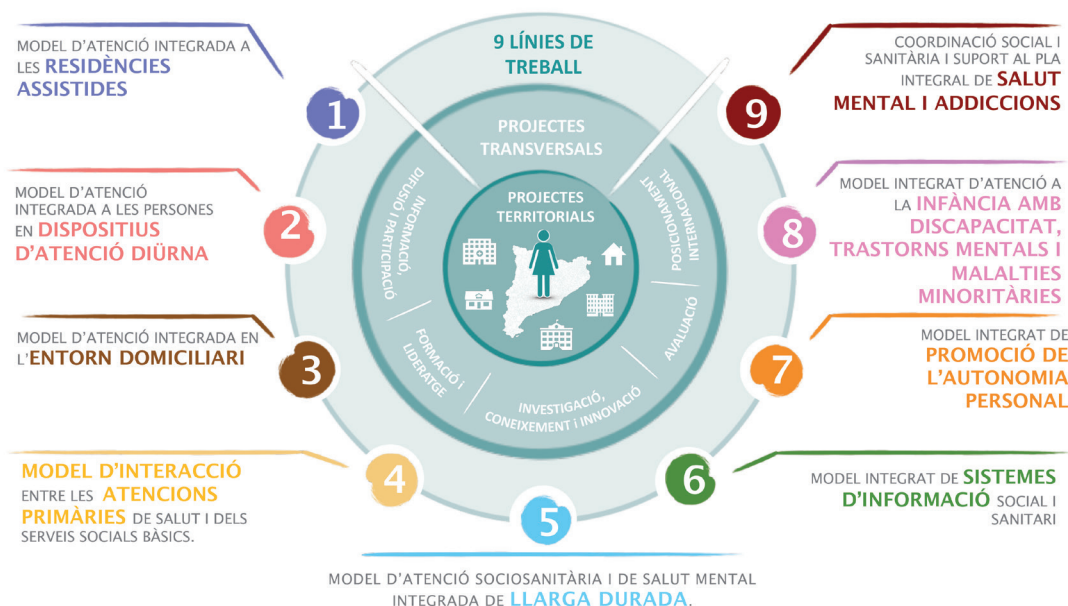 9 LÍNIES DE
TREBALL
PROJECTES
TRANSVERSALS
PROJECTES
TERRITORIALS
INFORMACIÓ,
DIFUSIÓ I PARTICIPACIÓ
FORMACIÓ I
LIDERATGE
INVESTIGACIÓ,
CONEIXEMENT I INNOVACIÓ
AVALUACIÓ
POSICIONAMENT
INTERNACIONAL
1
MODEL D'ATENCIÓ INTEGRADA A
LES RESIDÈNCIES
ASSISTIDES
2
MODEL D'ATENCIÓ
INTEGRADA A LES PERSONES
EN DISPOSITIUS
D'ATENCIÓ DIÜRNA
3
MODEL D'ATENCIÓ INTEGRADA EN
L'ENTORN DOMICILIARI
4
MODEL D'INTERACCIÓ
ENTRE LES ATENCIONS
PRIMÀRIES DE SALUT I DELS
SERVEIS SOCIALS BÀSICS.
5
MODEL D'ATENCIÓ SOCIOSANITÀRIA I DE SALUT MENTAL
INTEGRADA DE LLARGA DURADA.
6
MODEL INTEGRAT DE SISTEMES
D'INFORMACIÓ SOCIAL I
SANITARI
7
MODEL INTEGRAT DE
PROMOCIÓ DE
L'AUTONOMIA
PERSONAL
8
MODEL INTEGRAT D'ATENCIÓ A
LA INFÀNCIA AMB
DISCAPACITAT,
TRASTORNS MENTALS I
MALALTIES
MINORITÀRIES
9
COORDINACIÓ SOCIAL I
SANITÀRIA I SUPORT AL PLA
INTEGRAL DE SALUT
MENTAL I ADDICCIONS